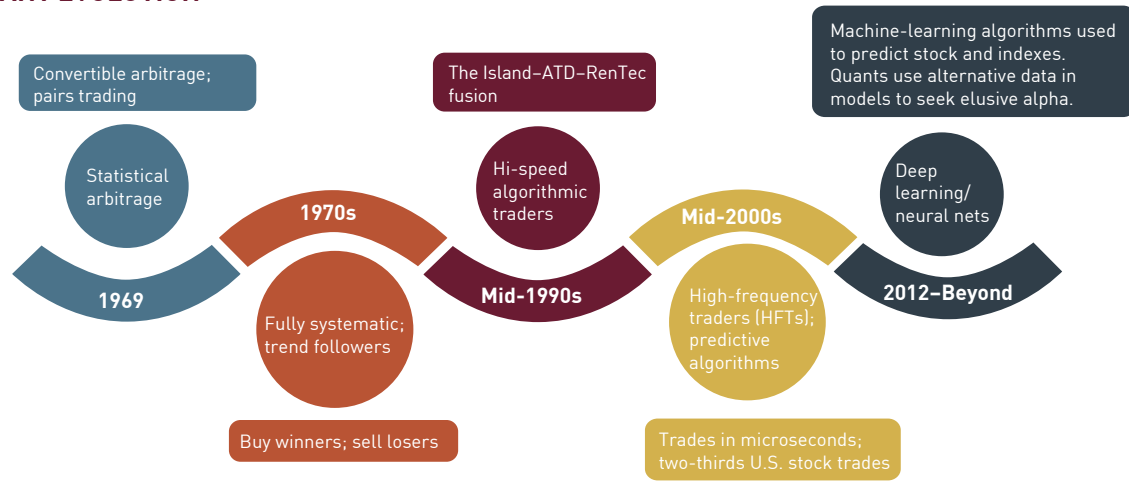 Convertible arbitrage;
pairs trading
Statistical
arbitrage
1969
1970s
Fully systematic;
trend followers
Buy winners; sell losers
The Island–ATD–RenTec
fusion
Hi-speed
algorithmic
traders
Mid-1990s
Mid-2000s
High-frequency
traders (HFTs);
predictive
algorithms
Trades in microseconds;
two-thirds U.S. stock trades
Machine-learning algorithms used
to predict stock and indexes.
Quants use alternative data in
models to seek elusive alpha.
Deep
learning/
neural nets
2012–Beyond